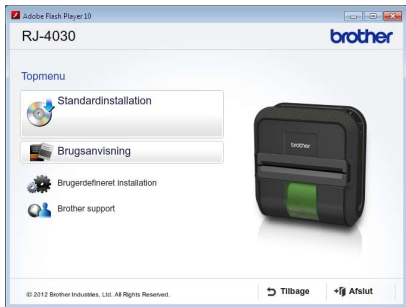 Adobe Flash Player 10
RJ-4030
brother
Topmenu
Standardinstallation
Brugsanvisning
Brugerdefineret installation
Brother support
brother
© 2012 Brother Industries, Ltd. All Rights Reserved.
Tilbage
Afslut